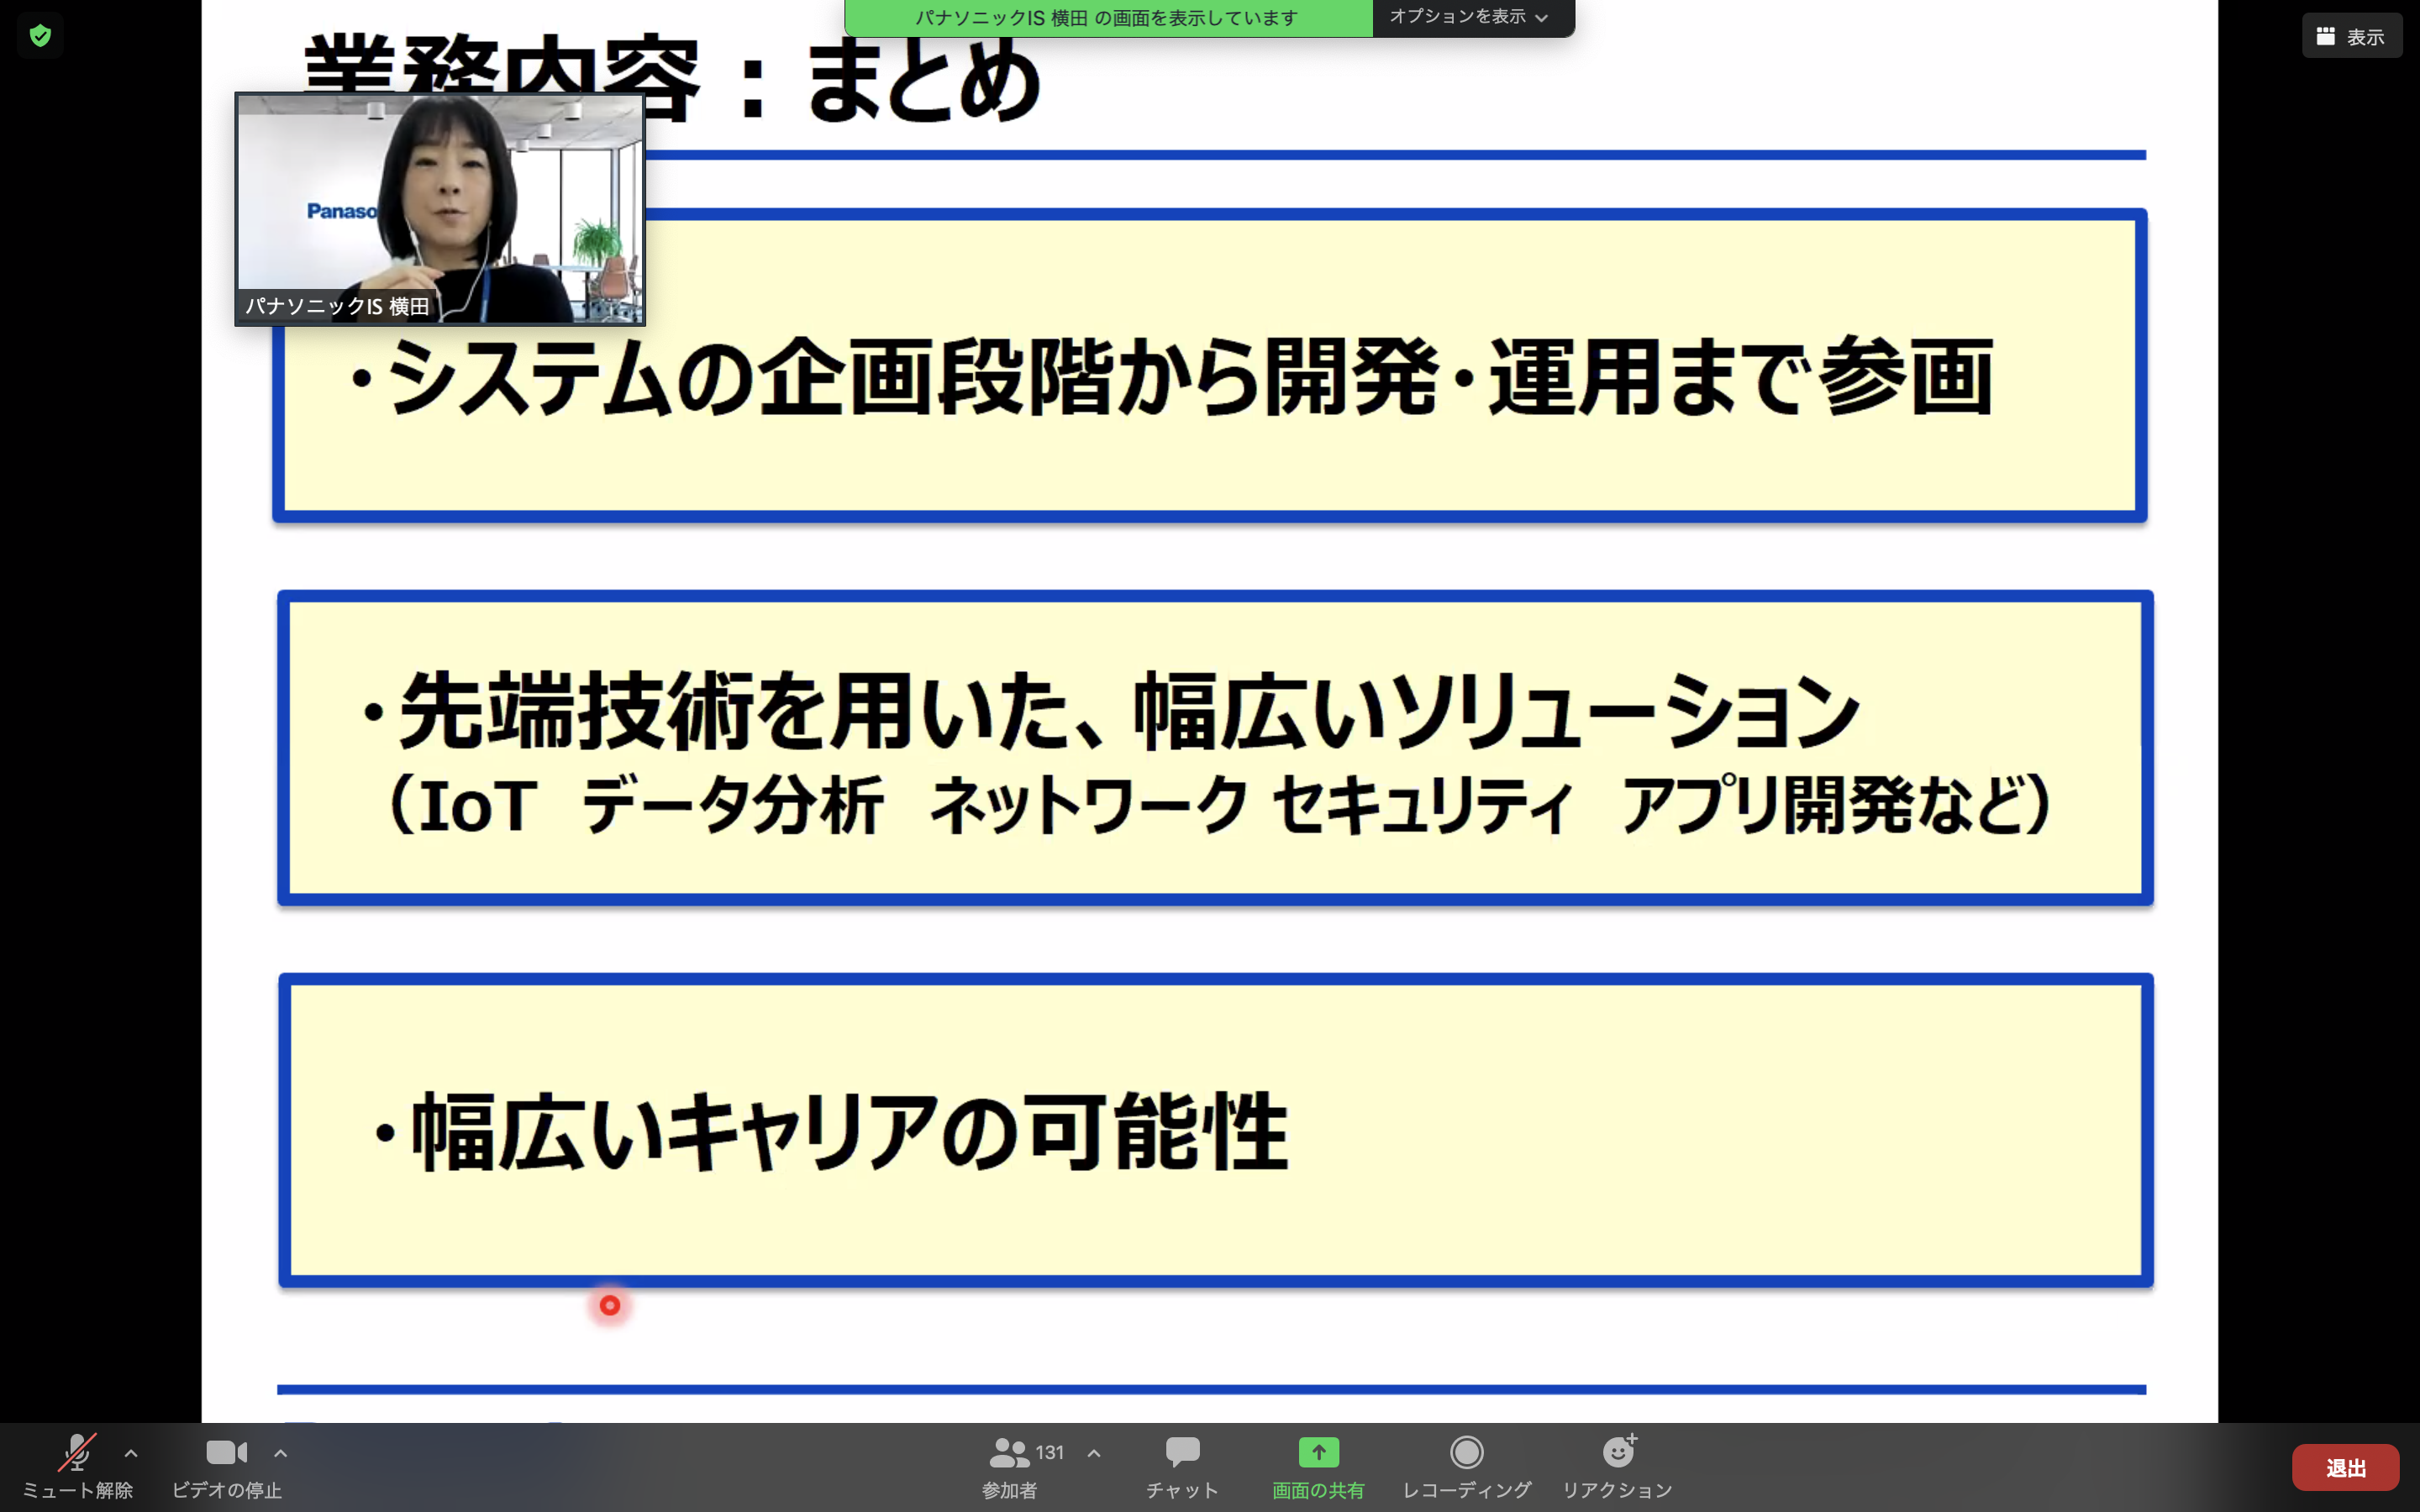 パナソニックIS 横田 の画面を表示しています
オプションを表示
表示
業務内容：まとめ
Panaso
パナソニックIS 横田
・システムの企画段階から開発・運用まで参画
・先端技術を用いた、幅広いソリューション
（IoT　データ分析　ネットワーク セキュリティ　アプリ開発など）
・幅広いキャリアの可能性
ミュート解除
ビデオの停止
131
参加者
チャット
画面の共有
レコーディング
リアクション
退出